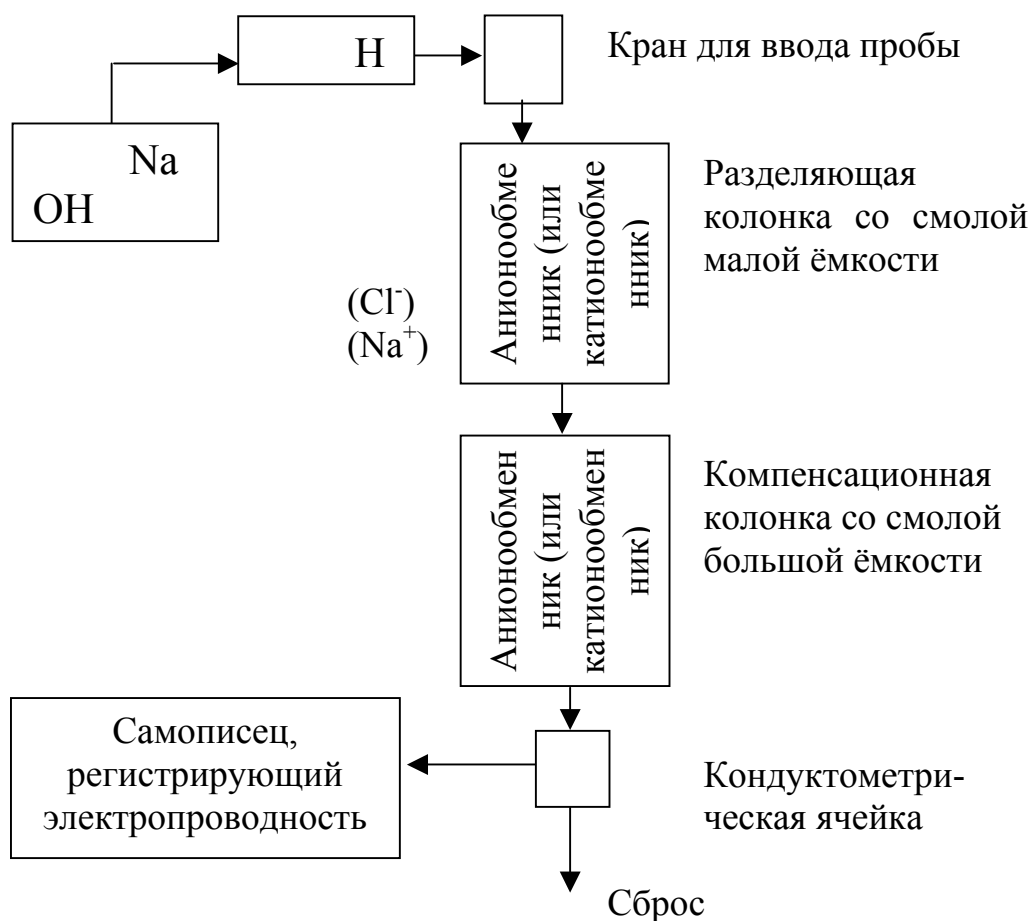 Н
Кран для ввода пробы
Na
OH
Анионообме
нник (или
катионообме
нник)
Разделяющая
колонка со смолой
малой ёмкости
(Cl⁻)
(Na⁺)
Анионообмен
ник (или
катионообмен
ник)
Компенсационная
колонка со смолой
большой ёмкости
Самописец,
регистрирующий
электропроводность
Кондуктометри-
ческая ячейка
Сброс